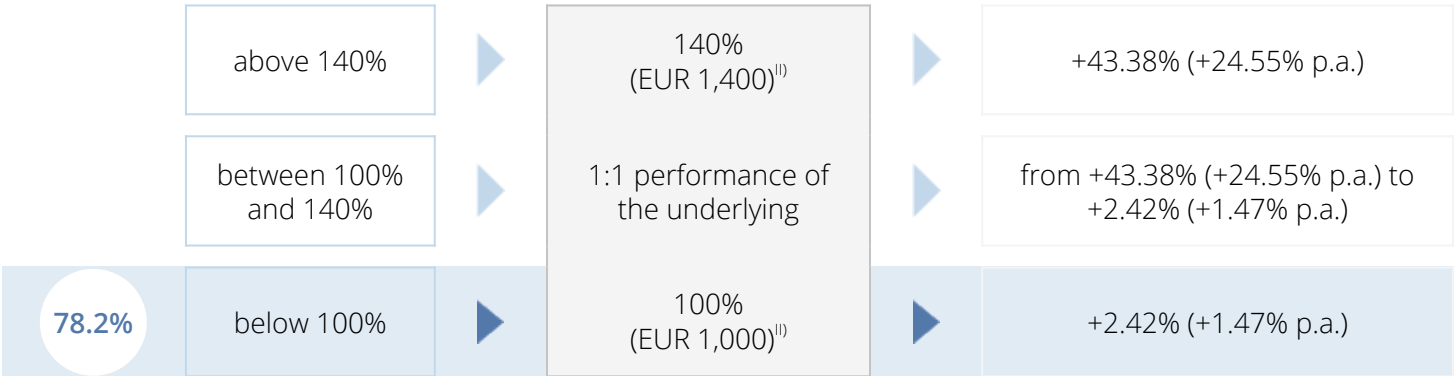 above 140%
140%
(EUR 1,400)II)
+43.38% (+24.55% p.a.)
between 100%
and 140%
1:1 performance of
the underlying
from +43.38% (+24.55% p.a.) to
+2.42% (+1.47% p.a.)
78.2%
below 100%
100%
(EUR 1,000)II)
+2.42% (+1.47% p.a.)